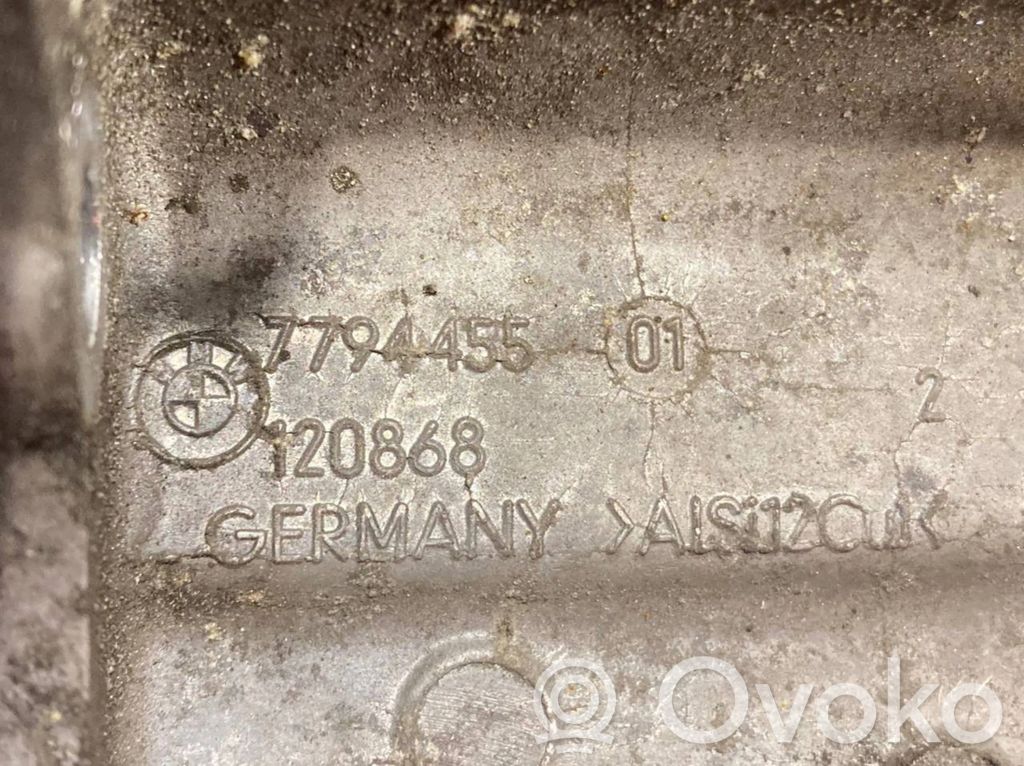 7794455 01
2
120868
GERMANY >AlSi12Cu<
Ovoko